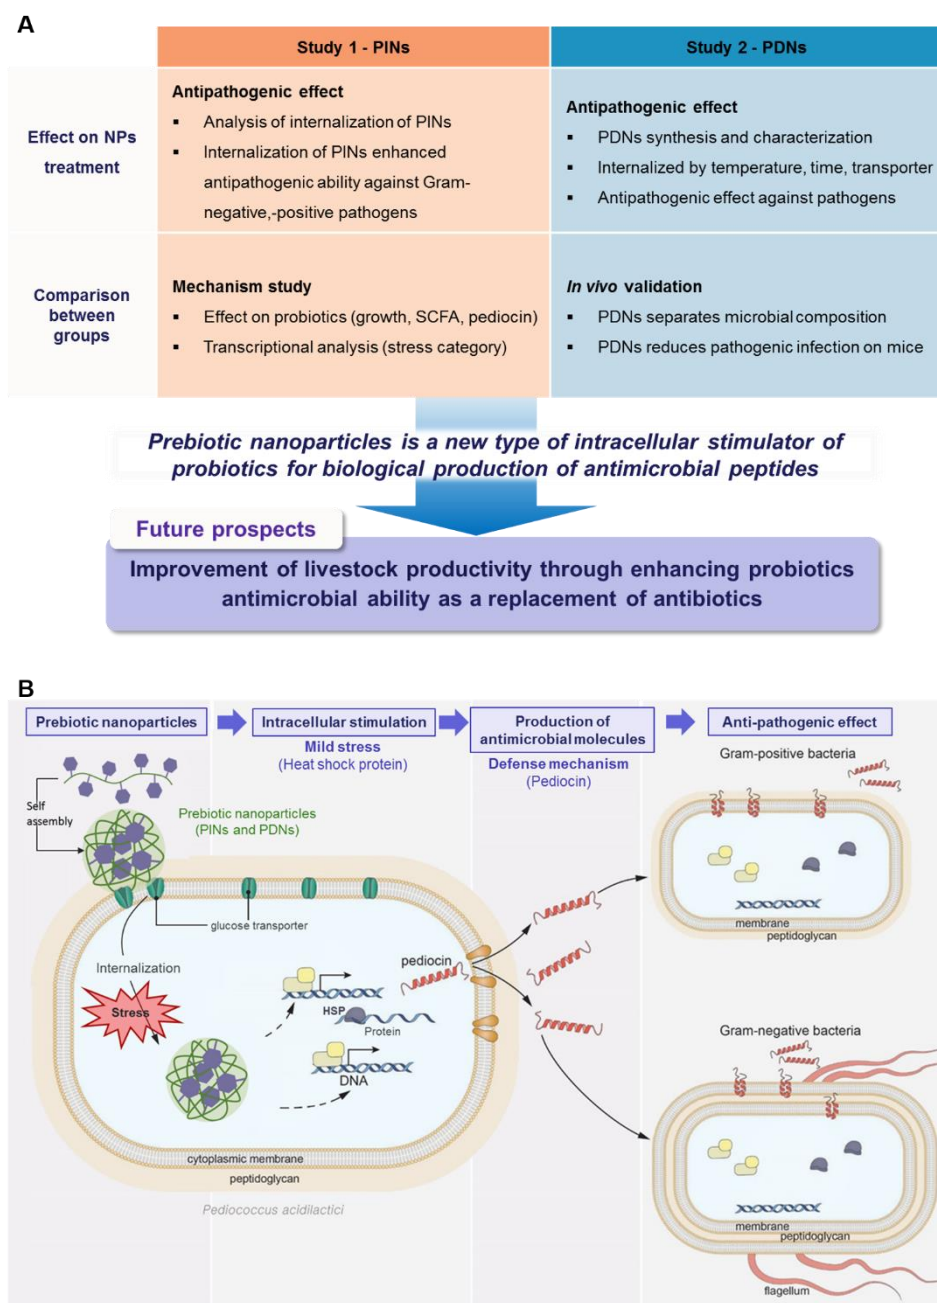 A
Study 1 - PINs
Study 2 - PDNs
Effect on NPs
treatment
Antipathogenic effect
▪ Analysis of internalization of PINs
▪ Internalization of PINs enhanced
antipathogenic ability against Gram-
negative,-positive pathogens
Antipathogenic effect
▪ PDNs synthesis and characterization
▪ Internalized by temperature, time, transporter
▪ Antipathogenic effect against pathogens
Comparison
between
groups
Mechanism study
▪ Effect on probiotics (growth, SCFA, pediocin)
▪ Transcriptional analysis (stress category)
In vivo validation
▪ PDNs separates microbial composition
▪ PDNs reduces pathogenic infection on mice
Prebiotic nanoparticles is a new type of intracellular stimulator of
probiotics for biological production of antimicrobial peptides
Future prospects
Improvement of livestock productivity through enhancing probiotics
antimicrobial ability as a replacement of antibiotics
B
Prebiotic nanoparticles
Intracellular stimulation
Mild stress
(Heat shock protein)
Production of
antimicrobial molecules
Defense mechanism
(Pediocin)
Anti-pathogenic effect
Self
assembly
Prebiotic nanoparticles
(PINs and PDNs)
glucose transporter
Internalization
Stress
HSP
Protein
DNA
pediocin
cytoplasmic membrane
peptidoglycan
Pediococcus acidilactici
Gram-positive bacteria
membrane
peptidoglycan
Gram-negative bacteria
membrane
peptidoglycan
flagellum